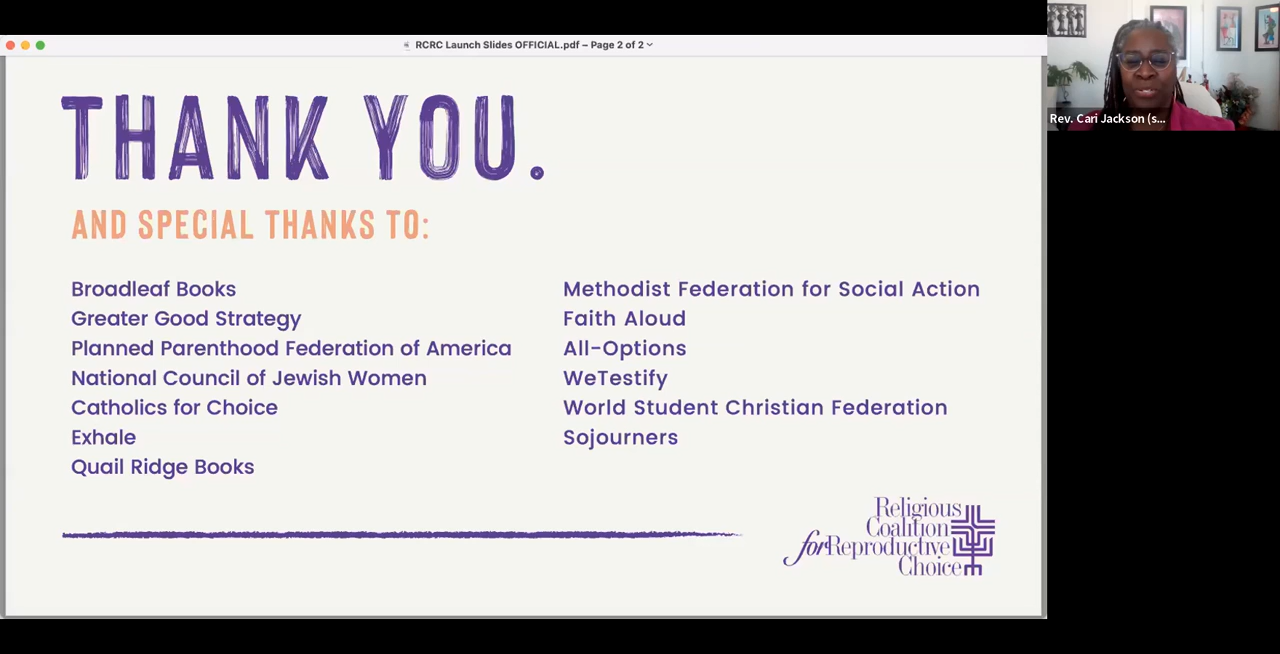 RCRC Launch Slides OFFICIAL.pdf – Page 2 of 2
THANK YOU.
AND SPECIAL THANKS TO:
Broadleaf Books
Greater Good Strategy
Planned Parenthood Federation of America
National Council of Jewish Women
Catholics for Choice
Exhale
Quail Ridge Books
Methodist Federation for Social Action
Faith Aloud
All-Options
WeTestify
World Student Christian Federation
Sojourners
Religious
Coalition
for Reproductive
Choice
Rev. Cari Jackson (s...